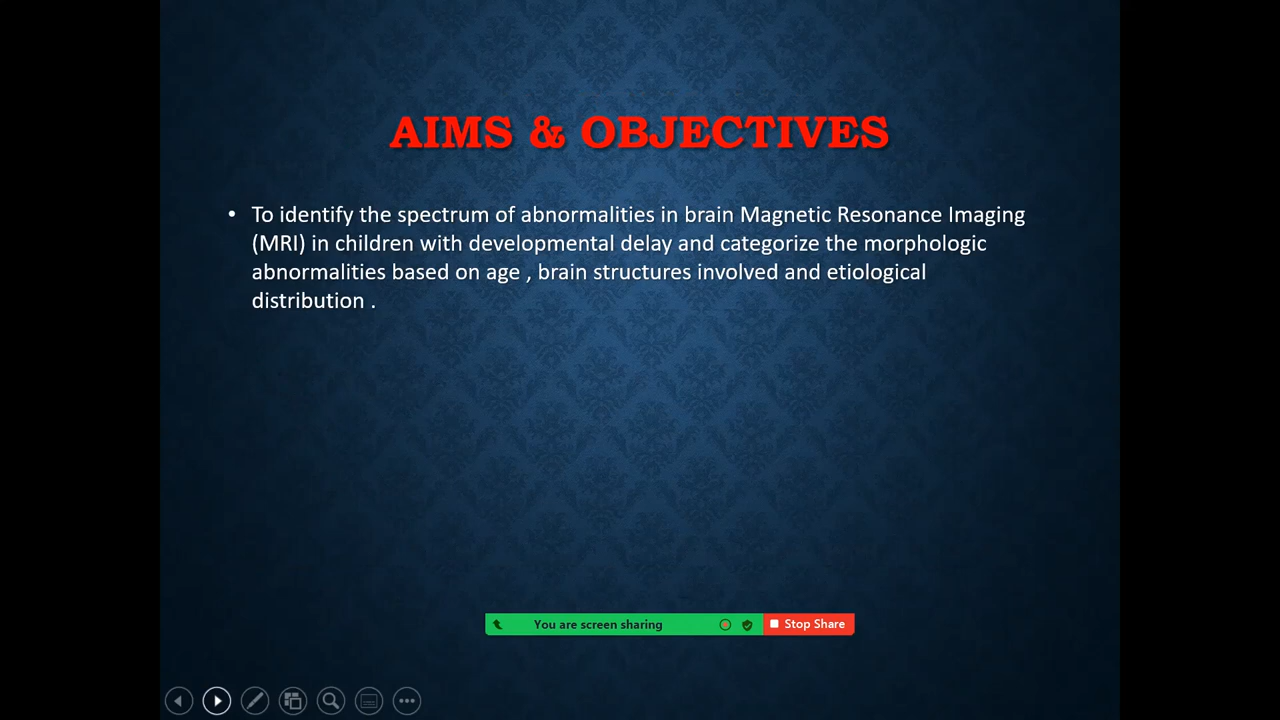 AIMS & OBJECTIVES
• To identify the spectrum of abnormalities in brain Magnetic Resonance Imaging
(MRI) in children with developmental delay and categorize the morphologic
abnormalities based on age , brain structures involved and etiological
distribution .
You are screen sharing
Stop Share